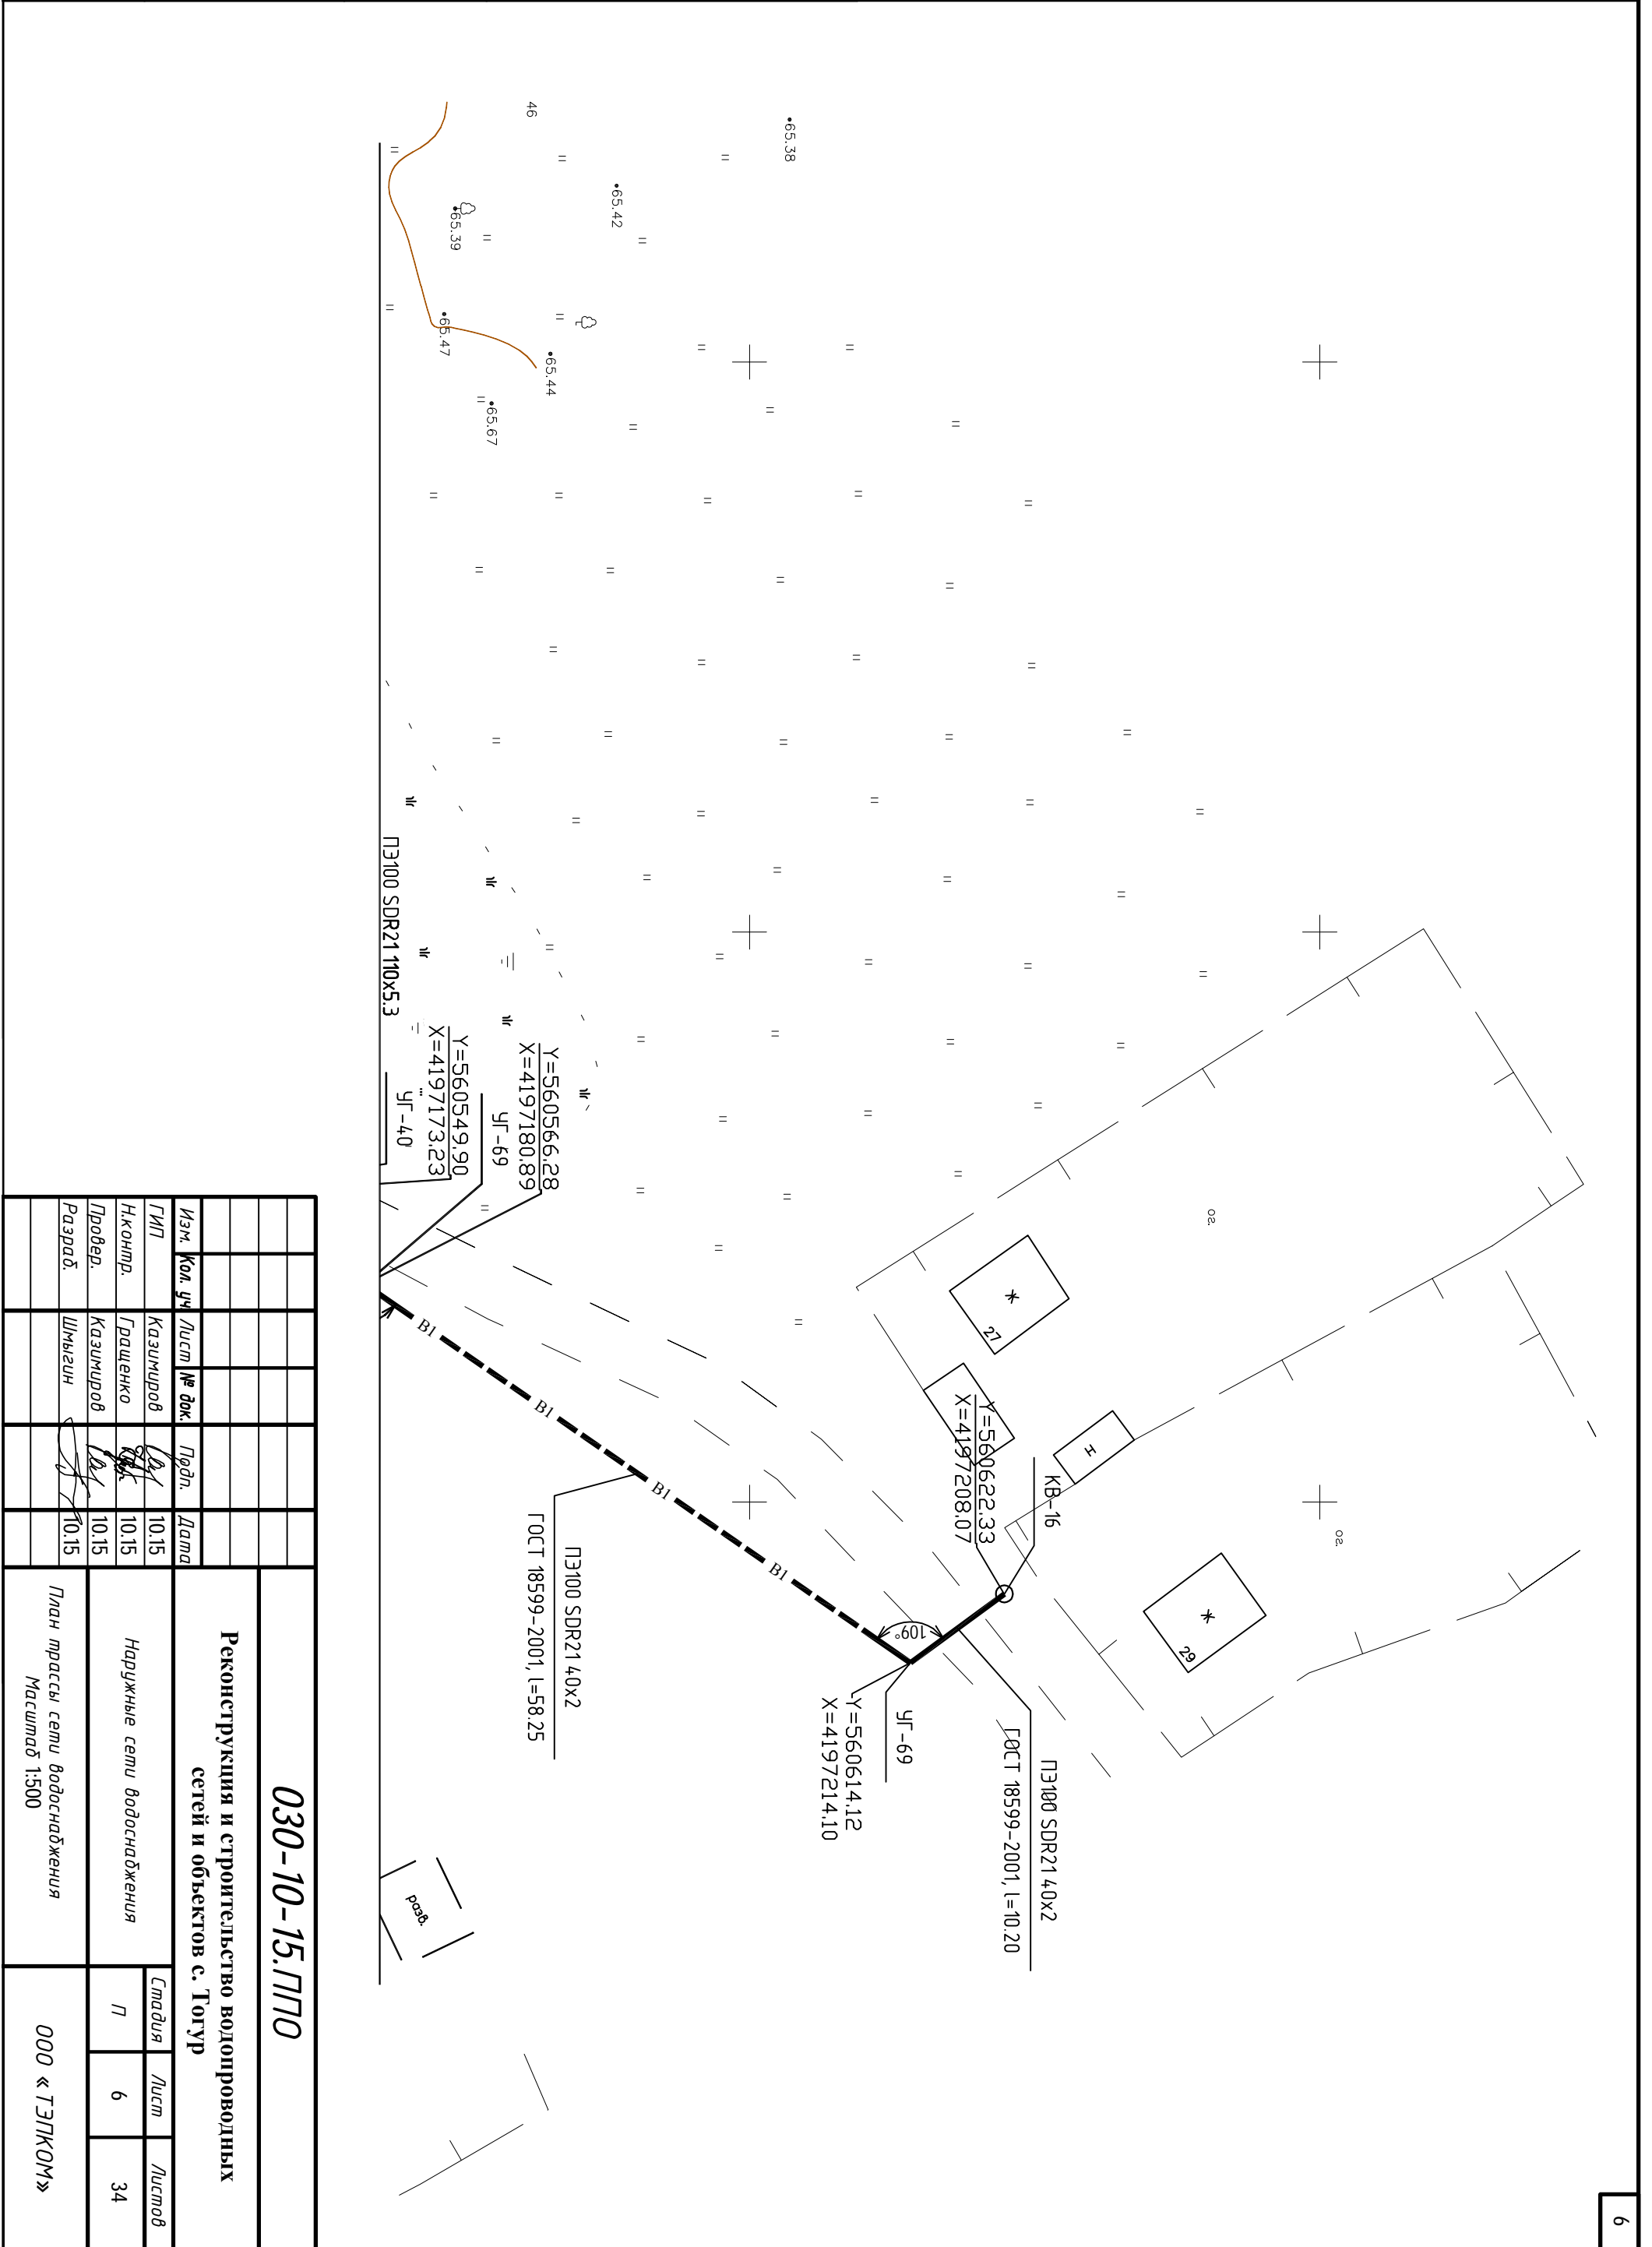 6
•65.38
46
•65.42
•65.39
•65.47
•65.44
•65.67
ог.
Ж
27
Н
ог.
Ж
29
КВ-16
Y=560622.33
X=4197208.07
109°
ПЭ100 SDR21 40х2
ГОСТ 18599-2001, l=10.20
УГ-69
Y=560614.12
X=4197214.10
ПЭ100 SDR21 40х2
ГОСТ 18599-2001, l=58.25
В1
В1
В1
В1
Y=560566.28
X=4197180.89
УГ-69
Y=560549.90
X=4197173.23
УГ-40
ПЭ100 SDR21 110х5.3
разв.
030-10-15.ППО
Реконструкция и строительство водопроводных
сетей и объектов с. Тогур
Изм. Кол. уч Лист № док. Подп. Дата
ГИП Казимиров 10.15
Н.контр. Гращенко 10.15
Провер. Казимиров 10.15
Разраб. Шмыгин 10.15
Наружные сети водоснабжения
Стадия Лист Листов
П 6 34
План трассы сети водоснабжения
Масштаб 1:500
ООО «ТЭПКОМ»